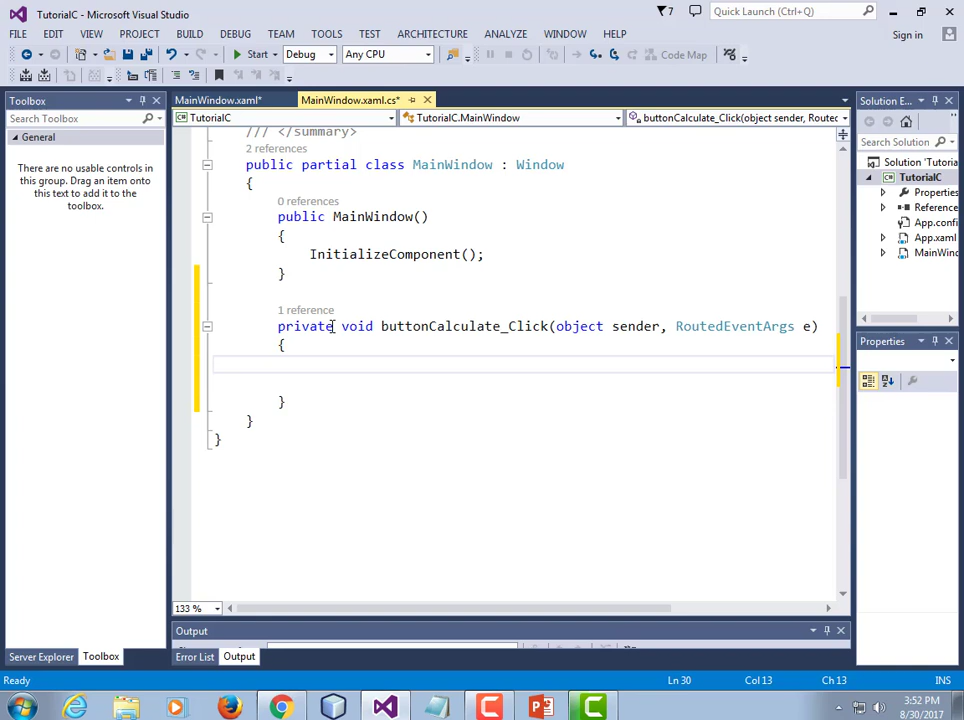 TutorialC - Microsoft Visual Studio
7
Quick Launch (Ctrl+Q)
FILE EDIT VIEW PROJECT BUILD DEBUG TEAM TOOLS TEST ARCHITECTURE ANALYZE WINDOW HELP
Sign in
Start Debug Any CPU Code Map
Toolbox
Search Toolbox
General
There are no usable controls in
this group. Drag an item onto
this text to add it to the
toolbox.
Server Explorer Toolbox
MainWindow.xaml* MainWindow.xaml.cs*
TutorialC TutorialC.MainWindow buttonCalculate_Click(object sender, Routec
/// </summary>
2 references
public partial class MainWindow : Window
{
0 references
public MainWindow()
{
InitializeComponent();
}
1 reference
private void buttonCalculate_Click(object sender, RoutedEventArgs e)
{
}
}
}
133 %
Output
Error List Output
Solution E...
Search Solution
Solution 'Tutoria
TutorialC
Properties
Reference
App.confi
App.xaml
MainWind
Properties
Ready Ln 30 Col 13 Ch 13 INS
3:52 PM
8/30/2017